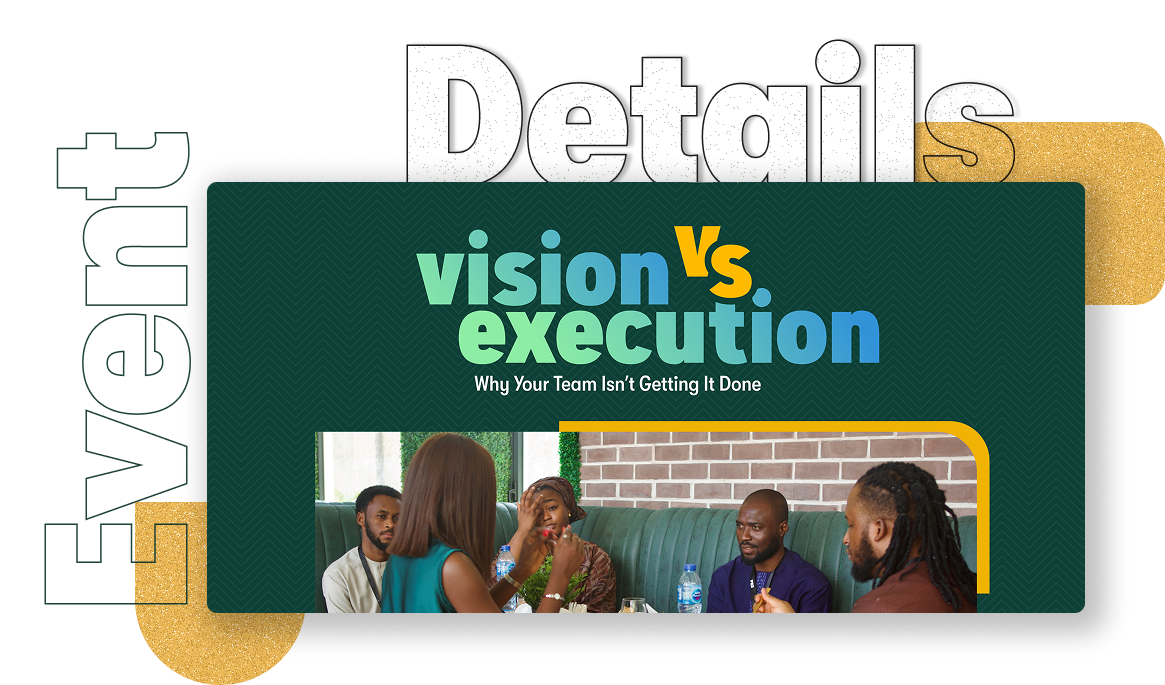 Event
Details
vision vs.
execution
Why Your Team Isn't Getting It Done